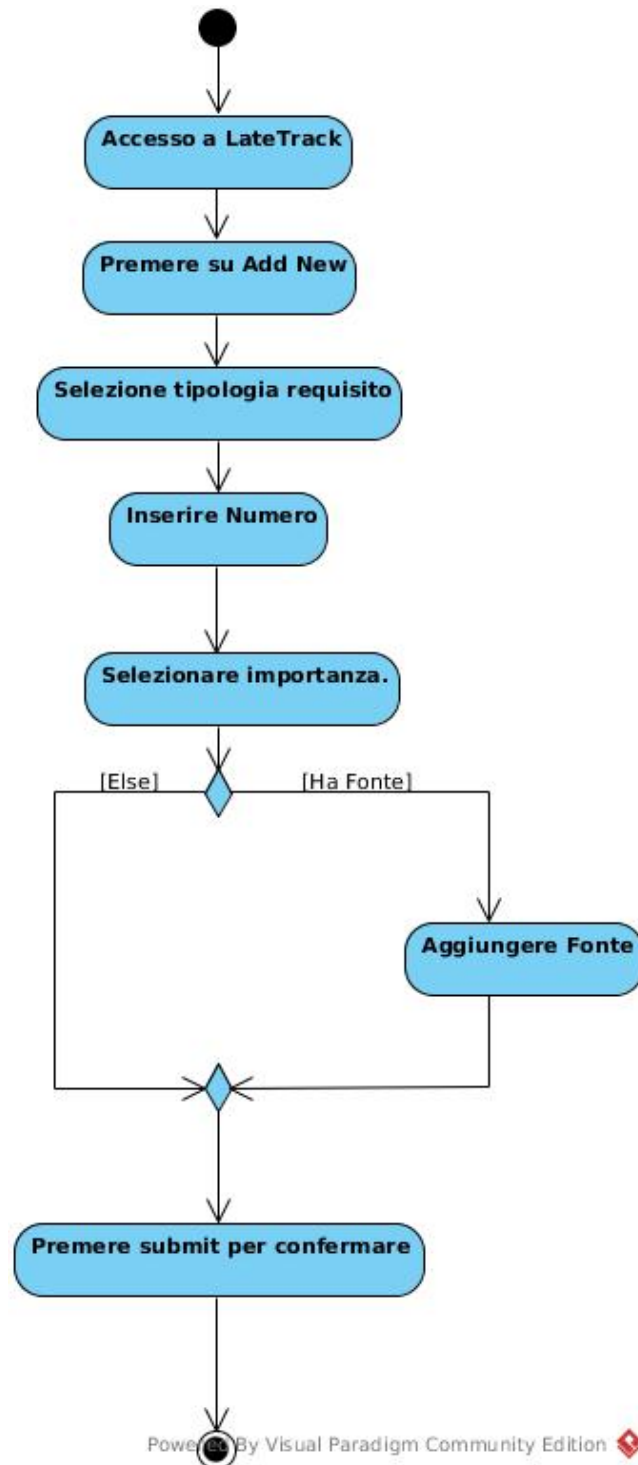 Accesso a LateTrack
Premere su Add New
Selezione tipologia requisito
Inserire Numero
Selezionare importanza.
[Else]
[Ha Fonte]
Aggiungere Fonte
Premere submit per confermare
Powered By Visual Paradigm Community Edition